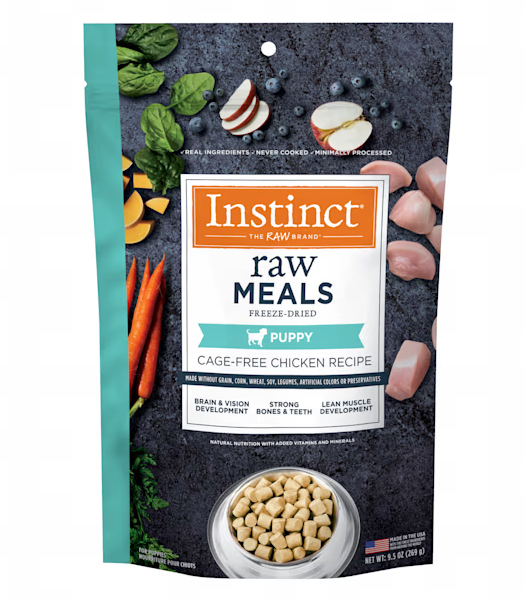 ✓REAL INGREDIENTS ✓NEVER COOKED ✓MINIMALLY PROCESSED
Instinct®
THE RAW BRAND®
raw
MEALS
FREEZE-DRIED
PUPPY
CAGE-FREE CHICKEN RECIPE
MADE WITHOUT GRAIN, CORN, WHEAT, SOY, LEGUMES, ARTIFICIAL COLORS OR PRESERVATIVES
BRAIN & VISION
DEVELOPMENT
STRONG
BONES & TEETH
LEAN MUSCLE
DEVELOPMENT
NATURAL NUTRITION WITH ADDED VITAMINS AND MINERALS
FOR PUPPIES
NOURRITURE POUR CHIOTS
MADE IN THE USA
NET WT: 9.5 OZ (269 g)